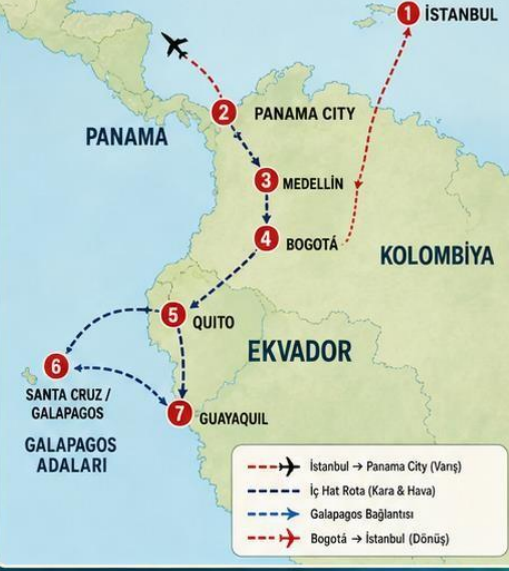 1 İSTANBUL
2 PANAMA CITY
PANAMA
3 MEDELLİN
4 BOGOTÁ
KOLOMBİYA
5 QUITO
EKVADOR
6
SANTA CRUZ /
GALAPAGOS
7 GUAYAQUIL
GALAPAGOS
ADALARI
İstanbul → Panama City (Varış)
İç Hat Rota (Kara & Hava)
Galapagos Bağlantısı
Bogotá → İstanbul (Dönüş)